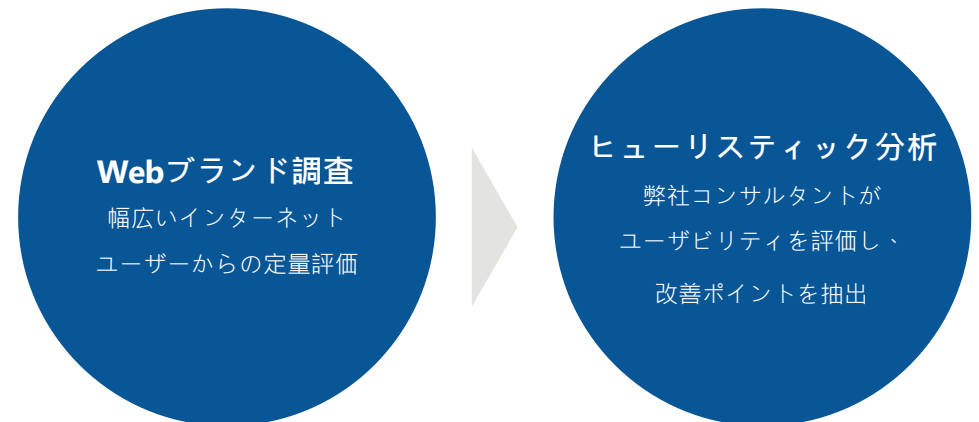 Webブランド調査
幅広いインターネット
ユーザーからの定量評価
ヒューリスティック分析
弊社コンサルタントが
ユーザビリティを評価し、
改善ポイントを抽出